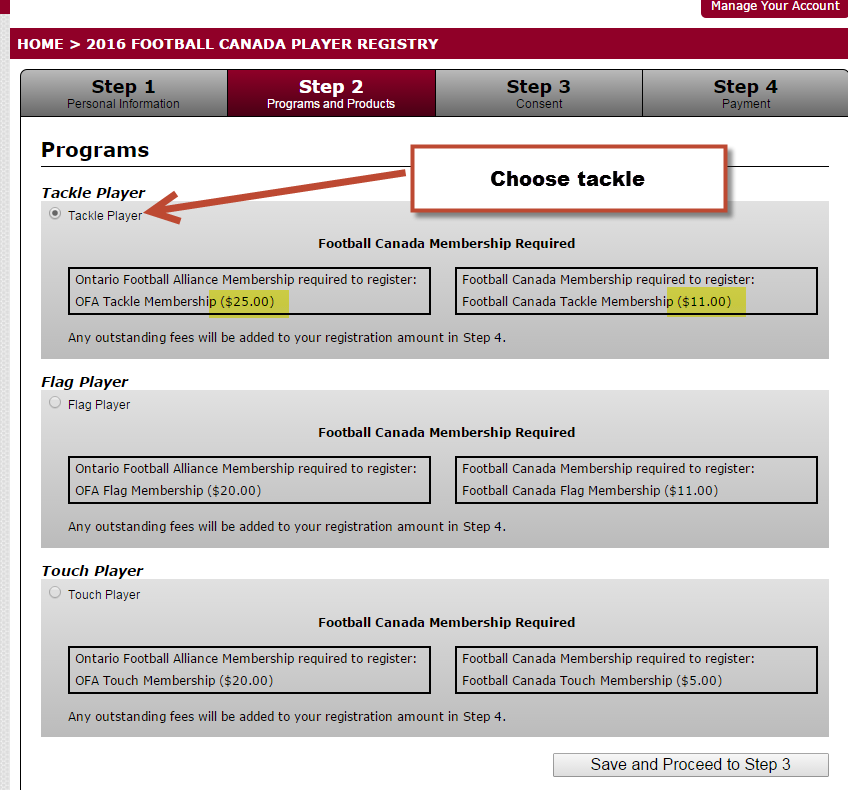 Manage Your Account
HOME > 2016 FOOTBALL CANADA PLAYER REGISTRY
Step 1
Personal Information
Step 2
Programs and Products
Step 3
Consent
Step 4
Payment
Programs
Choose tackle
Tackle Player
Tackle Player
Football Canada Membership Required
Ontario Football Alliance Membership required to register:
OFA Tackle Membership ($25.00)
Football Canada Membership required to register:
Football Canada Tackle Membership ($11.00)
Any outstanding fees will be added to your registration amount in Step 4.
Flag Player
Flag Player
Football Canada Membership Required
Ontario Football Alliance Membership required to register:
OFA Flag Membership ($20.00)
Football Canada Membership required to register:
Football Canada Flag Membership ($11.00)
Any outstanding fees will be added to your registration amount in Step 4.
Touch Player
Touch Player
Football Canada Membership Required
Ontario Football Alliance Membership required to register:
OFA Touch Membership ($20.00)
Football Canada Membership required to register:
Football Canada Touch Membership ($5.00)
Any outstanding fees will be added to your registration amount in Step 4.
Save and Proceed to Step 3